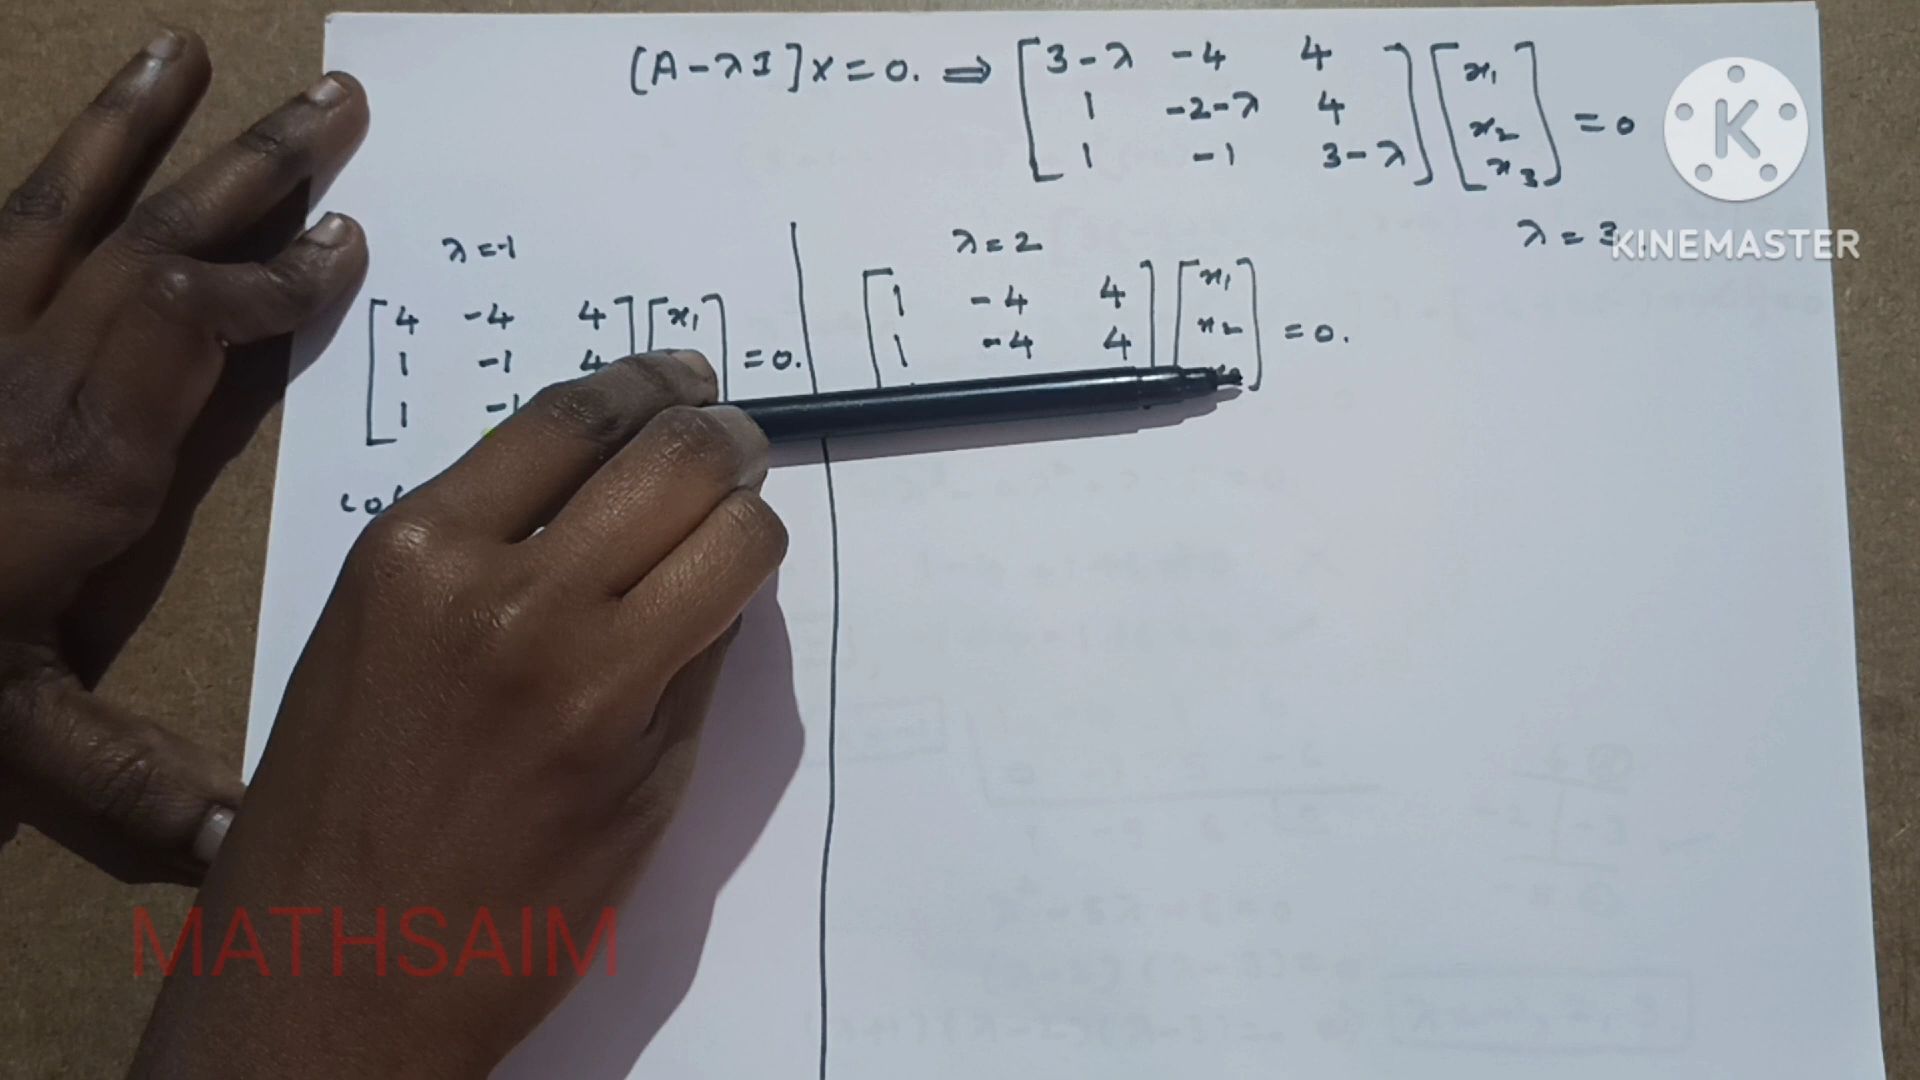 [A-λI]x=0. ⇒ [3-λ -4 4] [x₁]
1 -2-λ 4 x₂ =0
1 -1 3-λ x₃
K
KINEMASTER
λ=-1 λ=2 λ=3.
[4 -4 4] [x₁] [1 -4 4] [x₁]
1 -1 4 =0. 1 -4 4 x₂ =0.
1 -1
MATHSAIM